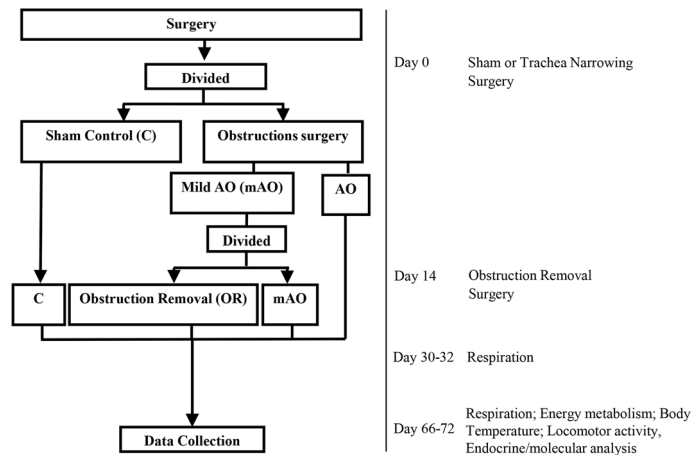 Surgery
Divided
Sham Control (C)
Obstructions surgery
Mild AO (mAO)
AO
Divided
C
Obstruction Removal (OR)
mAO
Data Collection
Day 0
Sham or Trachea Narrowing
Surgery
Day 14
Obstruction Removal
Surgery
Day 30-32
Respiration
Day 66-72
Respiration; Energy metabolism; Body
Temperature; Locomotor activity,
Endocrine/molecular analysis